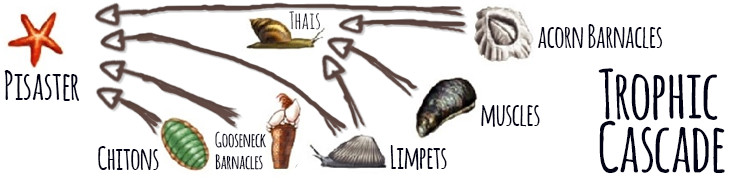 Thais
Acorn Barnacles
Pisaster
Muscles
Chitons
Gooseneck
Barnacles
Limpets
Trophic
Cascade